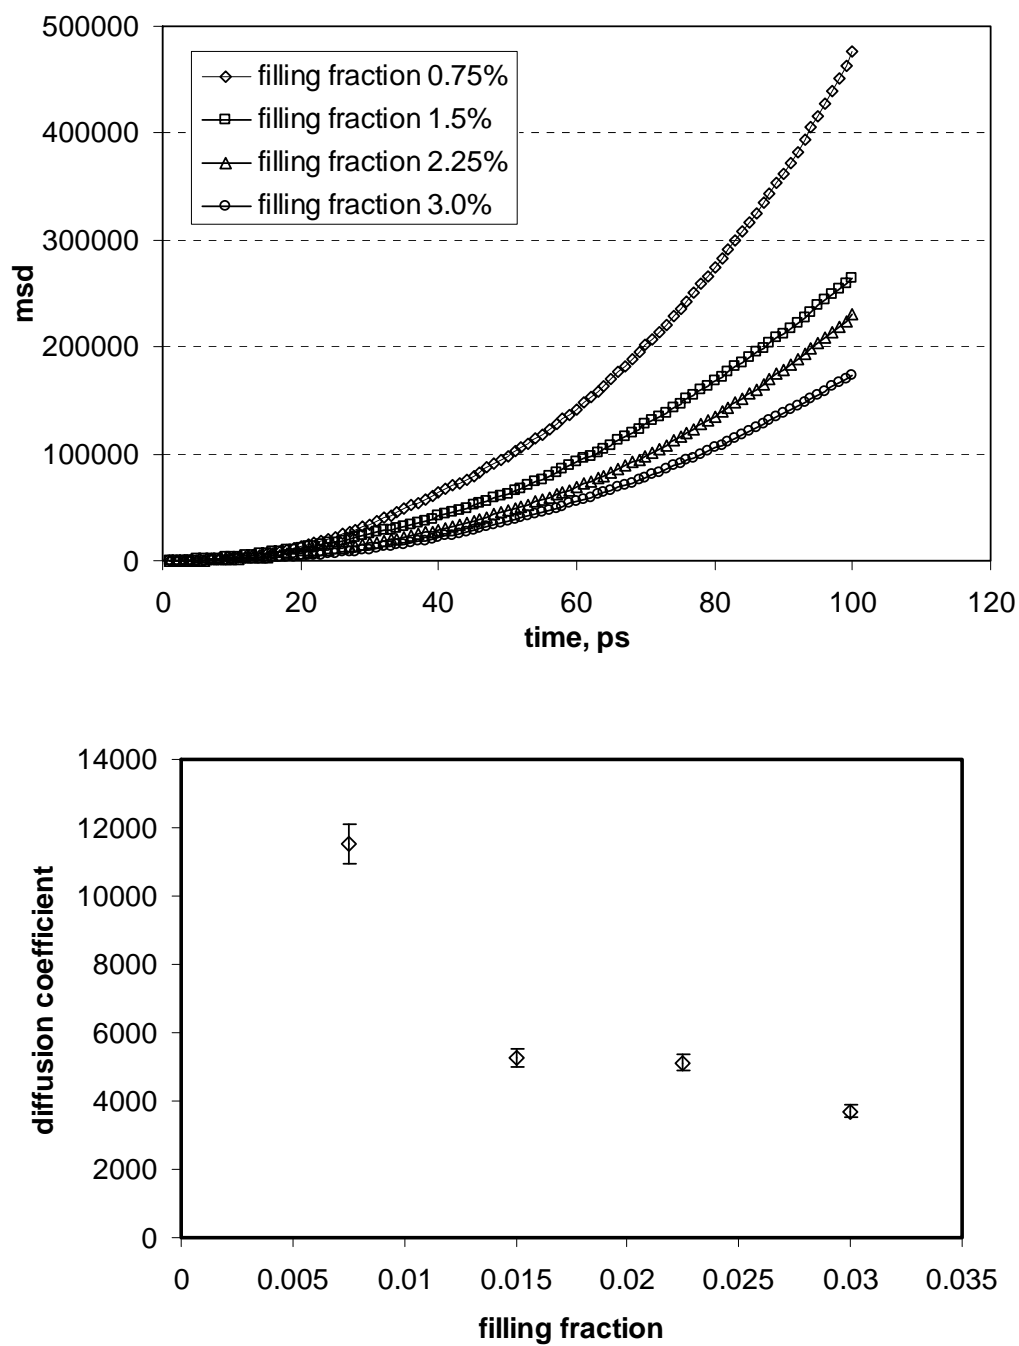 500000
400000
300000
200000
100000
0
msd
filling fraction 0.75%
filling fraction 1.5%
filling fraction 2.25%
filling fraction 3.0%
0 20 40 60 80 100 120
time, ps
14000
12000
10000
8000
6000
4000
2000
0
diffusion coefficient
0 0.005 0.01 0.015 0.02 0.025 0.03 0.035
filling fraction